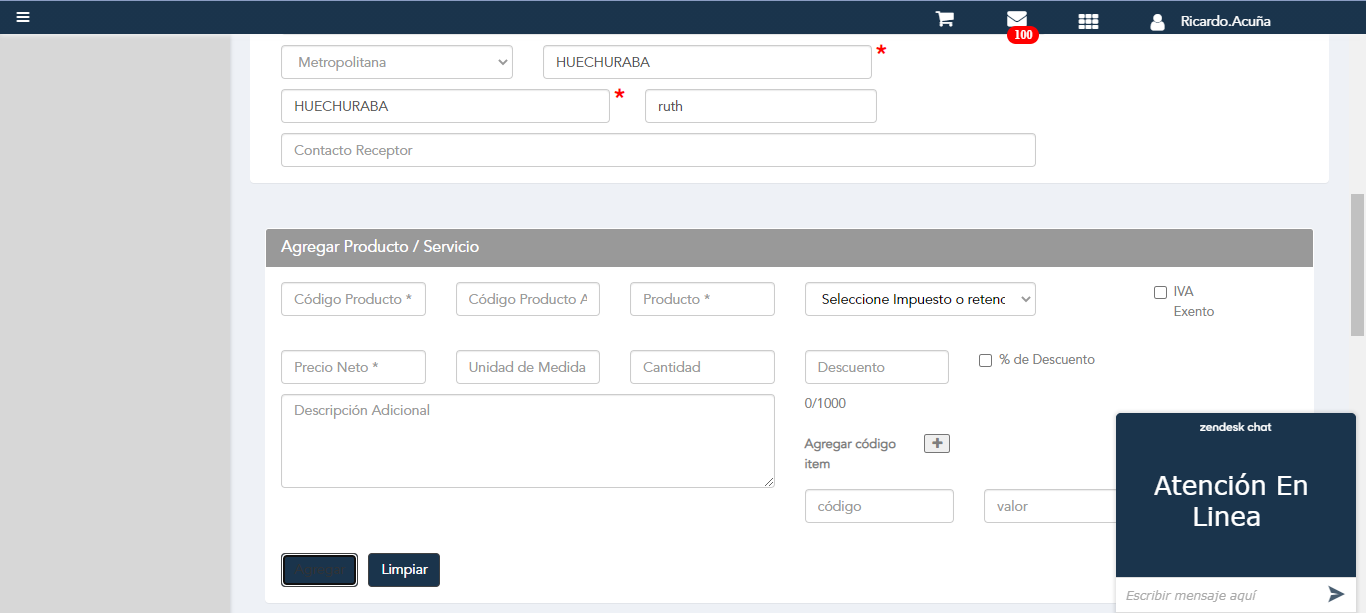 Ricardo.Acuña
100
Metropolitana
HUECHURABA *
HUECHURABA *
ruth
Contacto Receptor
Agregar Producto / Servicio
Código Producto *
Código Producto A
Producto *
Seleccione Impuesto o retenc
IVA
Exento
Precio Neto *
Unidad de Medida
Cantidad
Descuento
% de Descuento
Descripción Adicional
0/1000
Agregar código
item
+
código
valor
Agregar
Limpiar
zendesk chat
Atención En
Linea
Escribir mensaje aquí